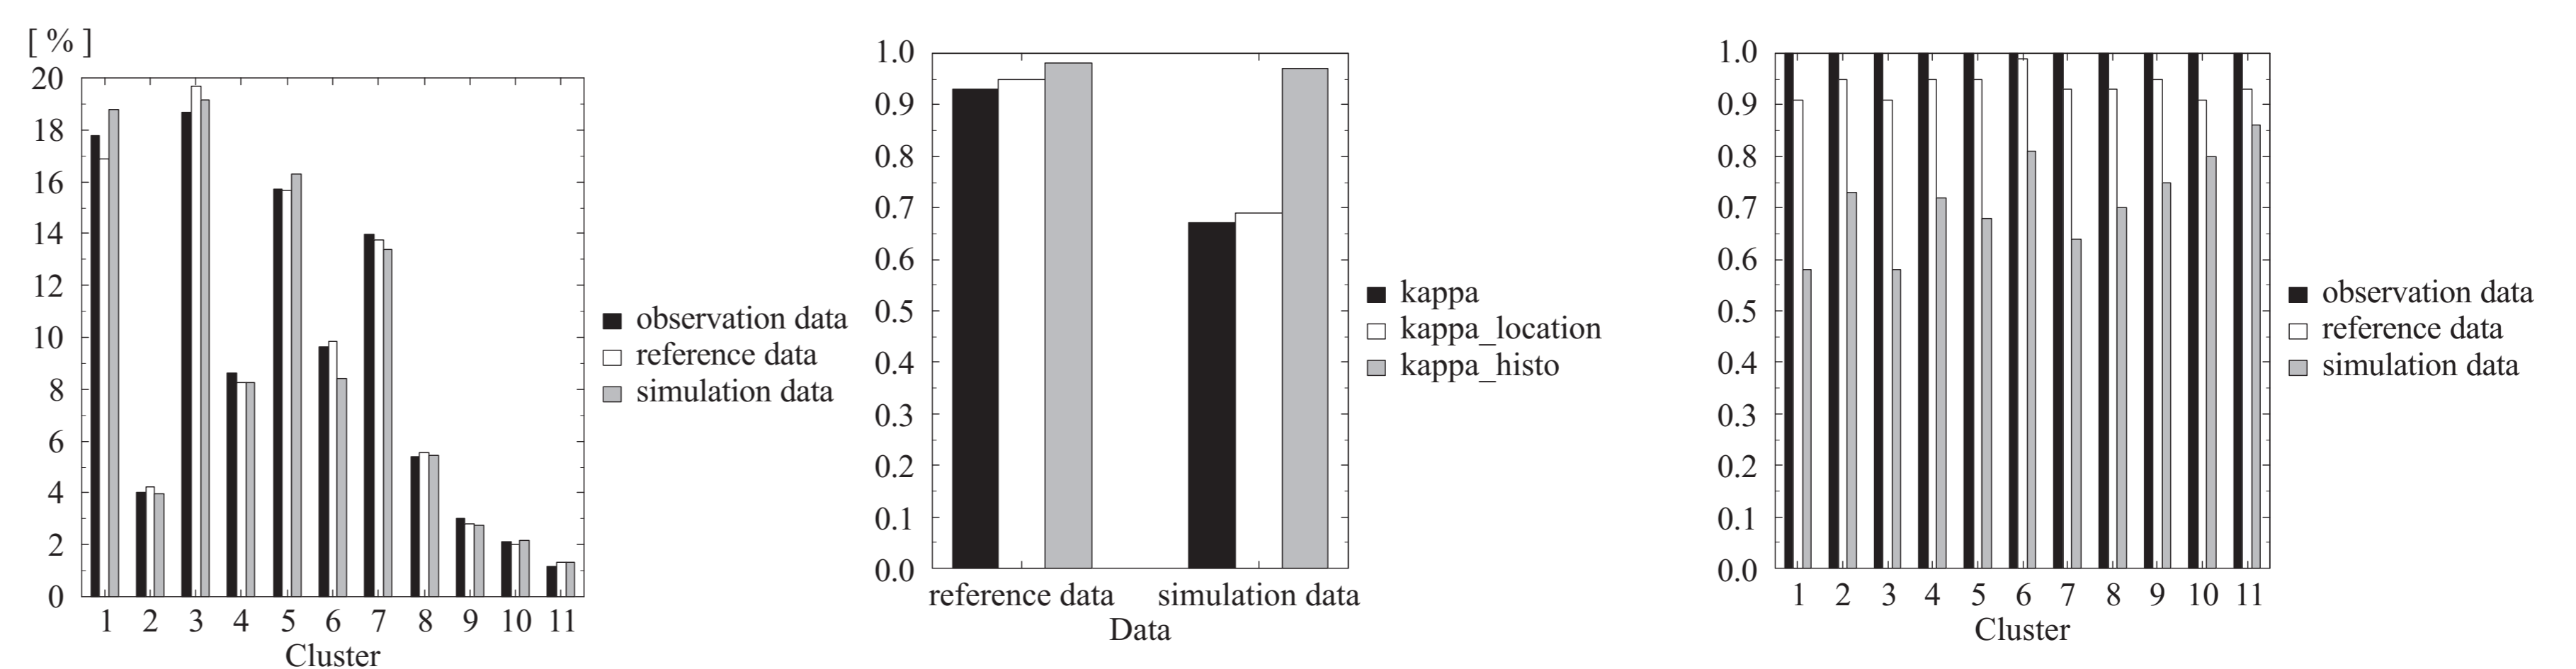 [ % ]
20
18
16
14
12
10
8
6
4
2
0
1 2 3 4 5 6 7 8 9 10 11
Cluster
observation data
reference data
simulation data
1.0
0.9
0.8
0.7
0.6
0.5
0.4
0.3
0.2
0.1
0.0
reference data simulation data
Data
kappa
kappa_location
kappa_histo
1.0
0.9
0.8
0.7
0.6
0.5
0.4
0.3
0.2
0.1
0.0
1 2 3 4 5 6 7 8 9 10 11
Cluster
observation data
reference data
simulation data